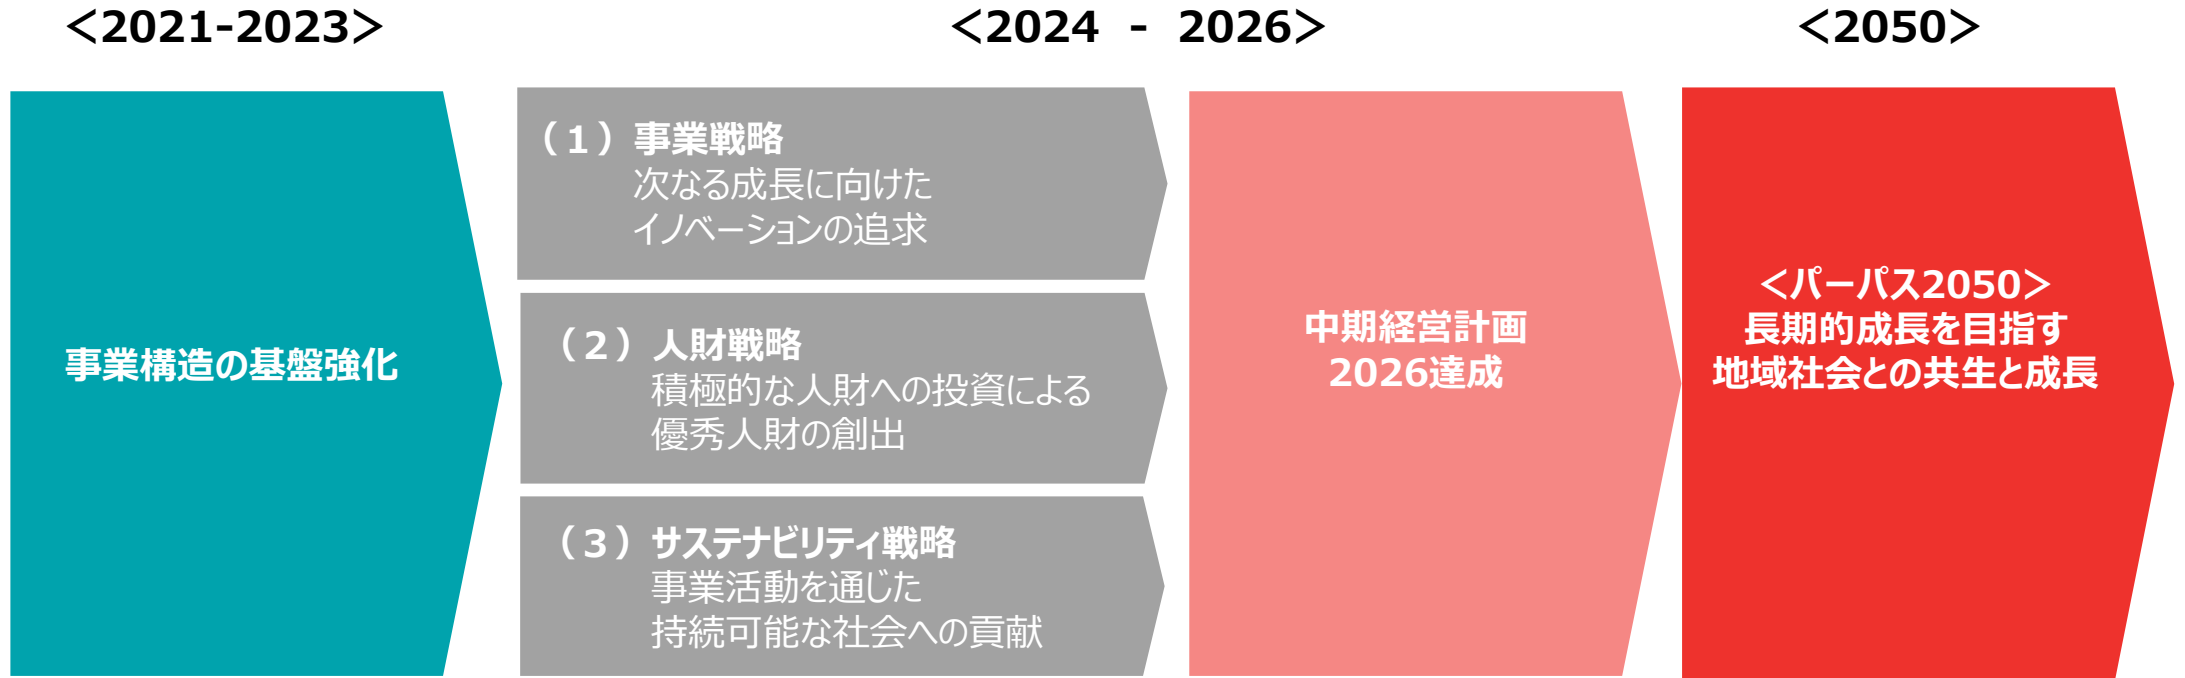 <2021-2023>
<2024 - 2026>
<2050>
事業構造の基盤強化
（１）事業戦略
次なる成長に向けた
イノベーションの追求
（２）人財戦略
積極的な人財への投資による
優秀人財の創出
（３）サステナビリティ戦略
事業活動を通じた
持続可能な社会への貢献
中期経営計画
2026達成
<パーパス2050>
長期的成長を目指す
地域社会との共生と成長